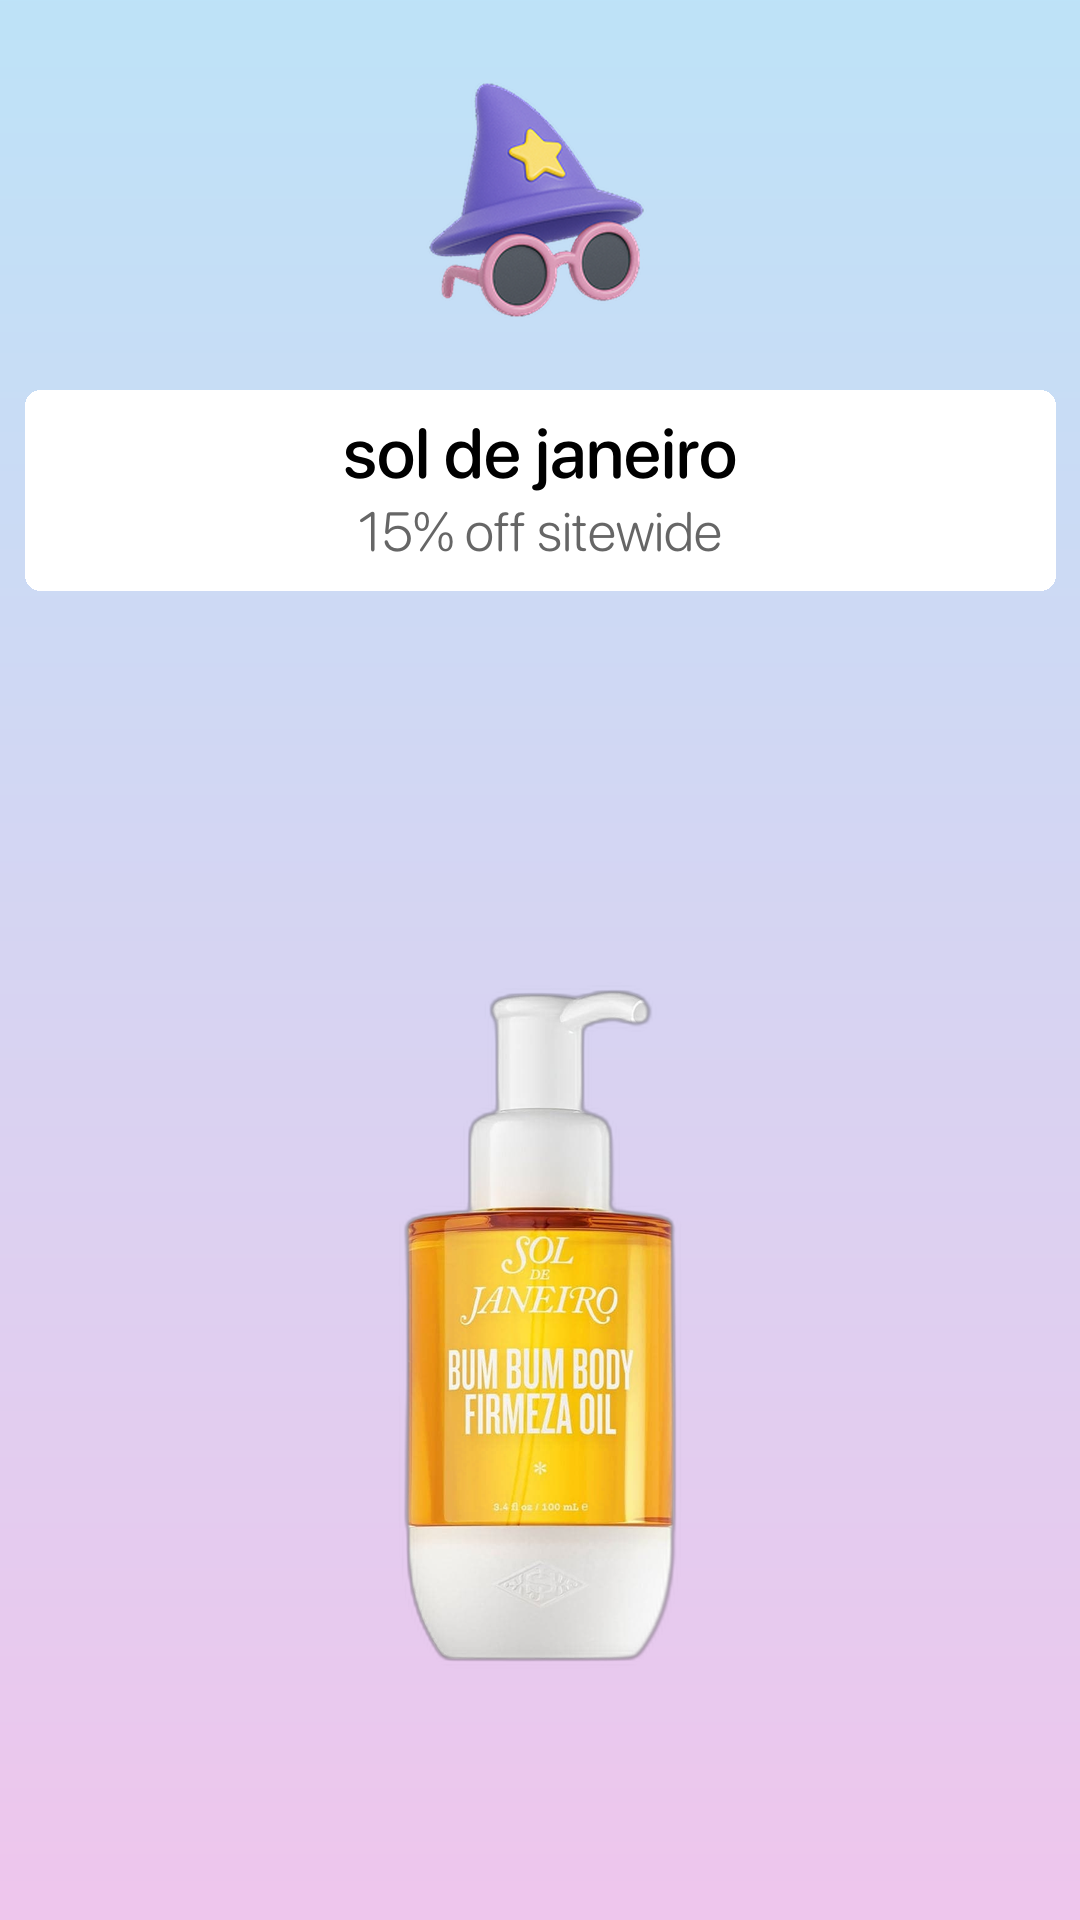 sol de janeiro
15% off sitewide
SOL
DE
JANEIRO
BUM BUM BODY
FIRMEZA OIL
*
3.4 fl oz / 100 mL ℮